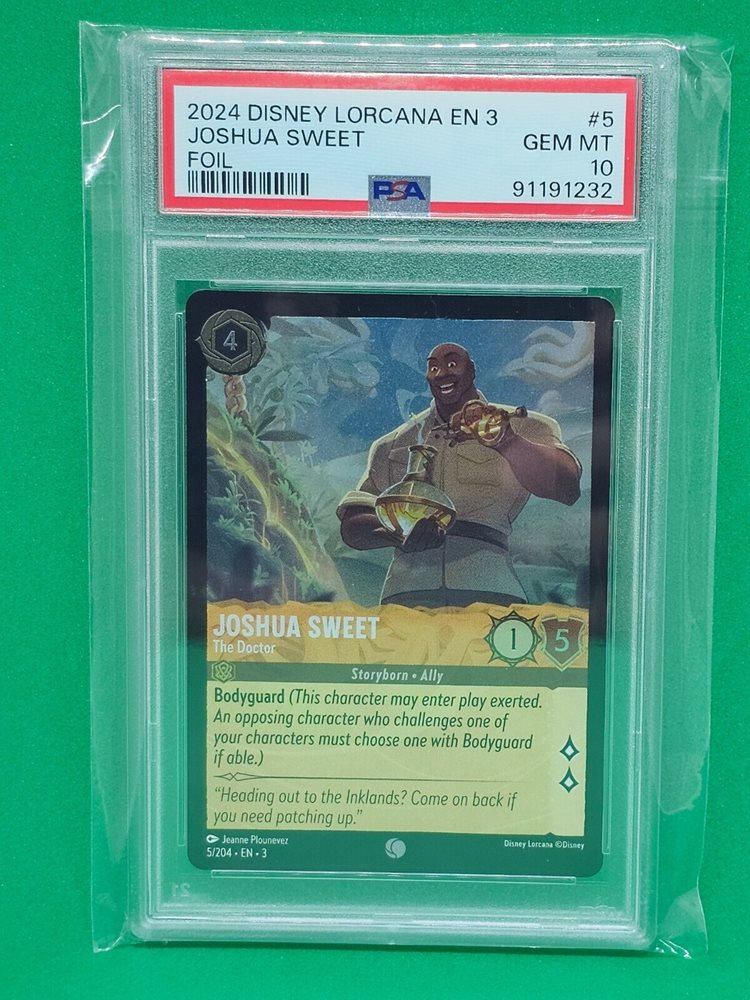 2024 DISNEY LORCANA EN 3 #5
JOSHUA SWEET GEM MT
FOIL 10
PSA 91191232
4
JOSHUA SWEET
The Doctor
1 5
Storyborn • Ally
Bodyguard (This character may enter play exerted.
An opposing character who challenges one of
your characters must choose one with Bodyguard
if able.)
“Heading out to the Inklands? Come on back if
you need patching up.”
Jeanne Plounevez
5/204 • EN • 3
Disney Lorcana ©Disney